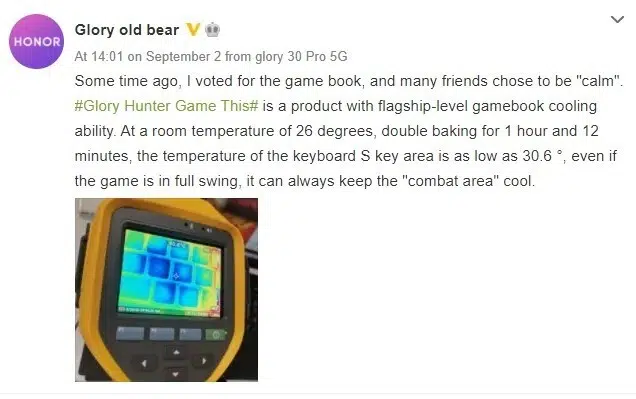 HONOR
Glory old bear
At 14:01 on September 2 from glory 30 Pro 5G
Some time ago, I voted for the game book, and many friends chose to be "calm".
#Glory Hunter Game This# is a product with flagship-level gamebook cooling
ability. At a room temperature of 26 degrees, double baking for 1 hour and 12
minutes, the temperature of the keyboard S key area is as low as 30.6 °, even if
the game is in full swing, it can always keep the "combat area" cool.